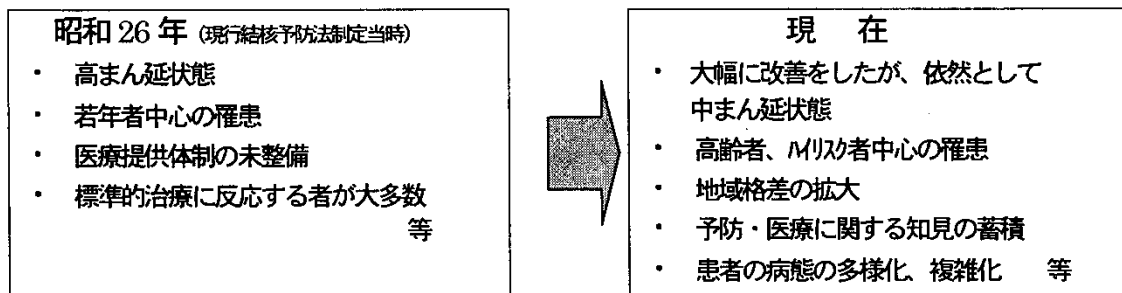 昭和26年（現行結核予防法制定当時）
・ 高まん延状態
・ 若年者中心の罹患
・ 医療提供体制の未整備
・ 標準的治療に反応する者が大多数
等
現 在
・ 大幅に改善をしたが、依然として
中まん延状態
・ 高齢者、ﾊｲﾘｽｸ者中心の罹患
・ 地域格差の拡大
・ 予防・医療に関する知見の蓄積
・ 患者の病態の多様化、複雑化 等